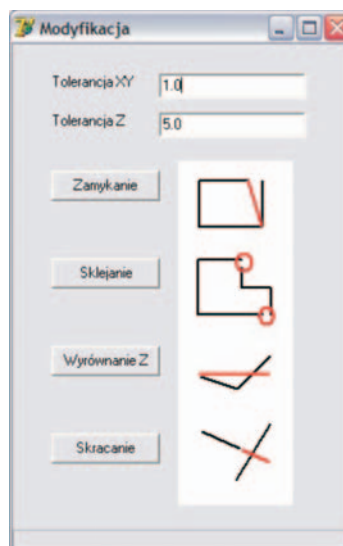 Modyfikacja
Tolerancja XY 1.0
Tolerancja Z 5.0
Zamykanie
Sklejanie
Wyrównanie Z
Skracanie